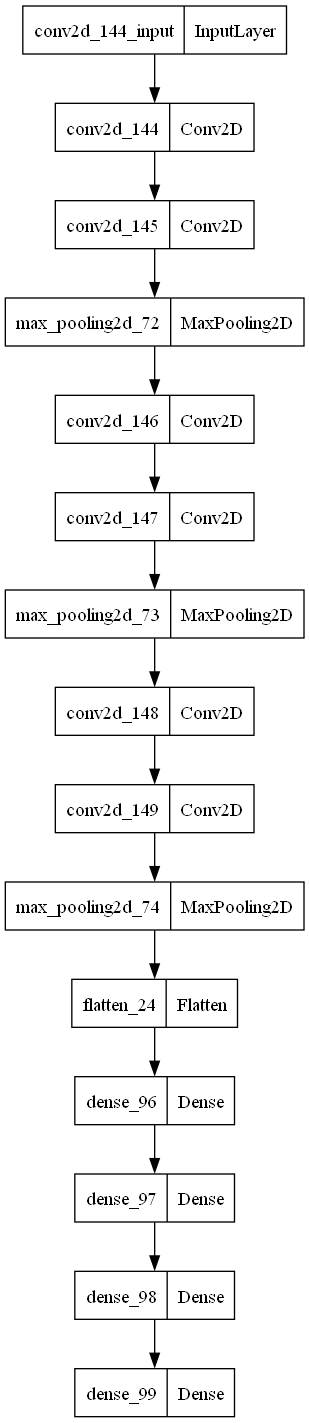 conv2d_144_input InputLayer
conv2d_144 Conv2D
conv2d_145 Conv2D
max_pooling2d_72 MaxPooling2D
conv2d_146 Conv2D
conv2d_147 Conv2D
max_pooling2d_73 MaxPooling2D
conv2d_148 Conv2D
conv2d_149 Conv2D
max_pooling2d_74 MaxPooling2D
flatten_24 Flatten
dense_96 Dense
dense_97 Dense
dense_98 Dense
dense_99 Dense